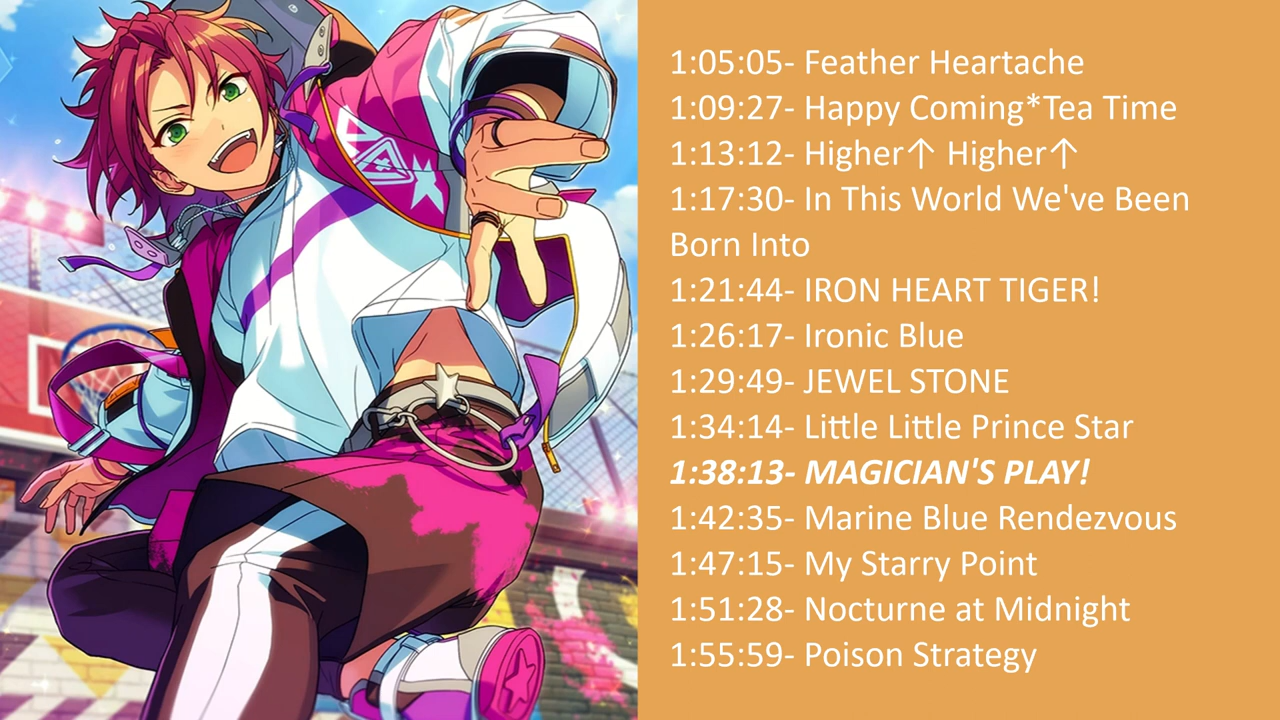 1:05:05- Feather Heartache
1:09:27- Happy Coming*Tea Time
1:13:12- Higher↑ Higher↑
1:17:30- In This World We've Been
Born Into
1:21:44- IRON HEART TIGER!
1:26:17- Ironic Blue
1:29:49- JEWEL STONE
1:34:14- Little Little Prince Star
1:38:13- MAGICIAN'S PLAY!
1:42:35- Marine Blue Rendezvous
1:47:15- My Starry Point
1:51:28- Nocturne at Midnight
1:55:59- Poison Strategy